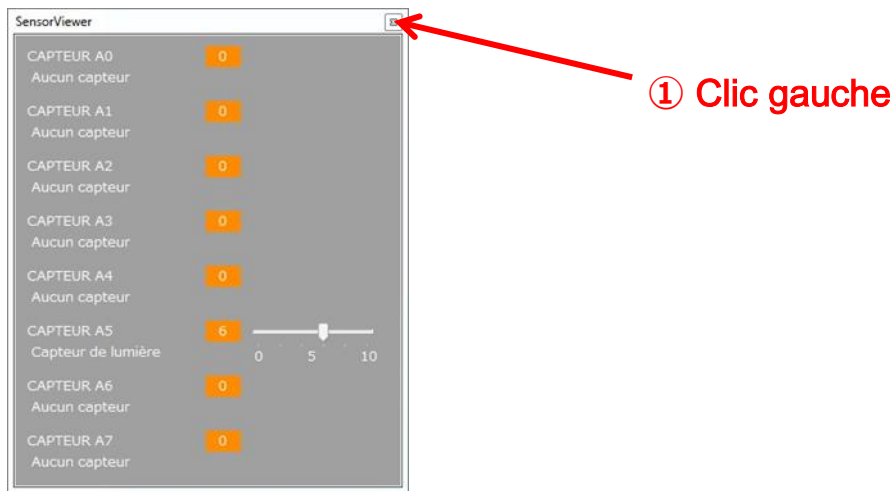 SensorViewer
① Clic gauche
CAPTEUR A0 0
Aucun capteur
CAPTEUR A1 0
Aucun capteur
CAPTEUR A2 0
Aucun capteur
CAPTEUR A3 0
Aucun capteur
CAPTEUR A4 0
Aucun capteur
CAPTEUR A5 6
Capteur de lumière 0 5 10
CAPTEUR A6 0
Aucun capteur
CAPTEUR A7 0
Aucun capteur